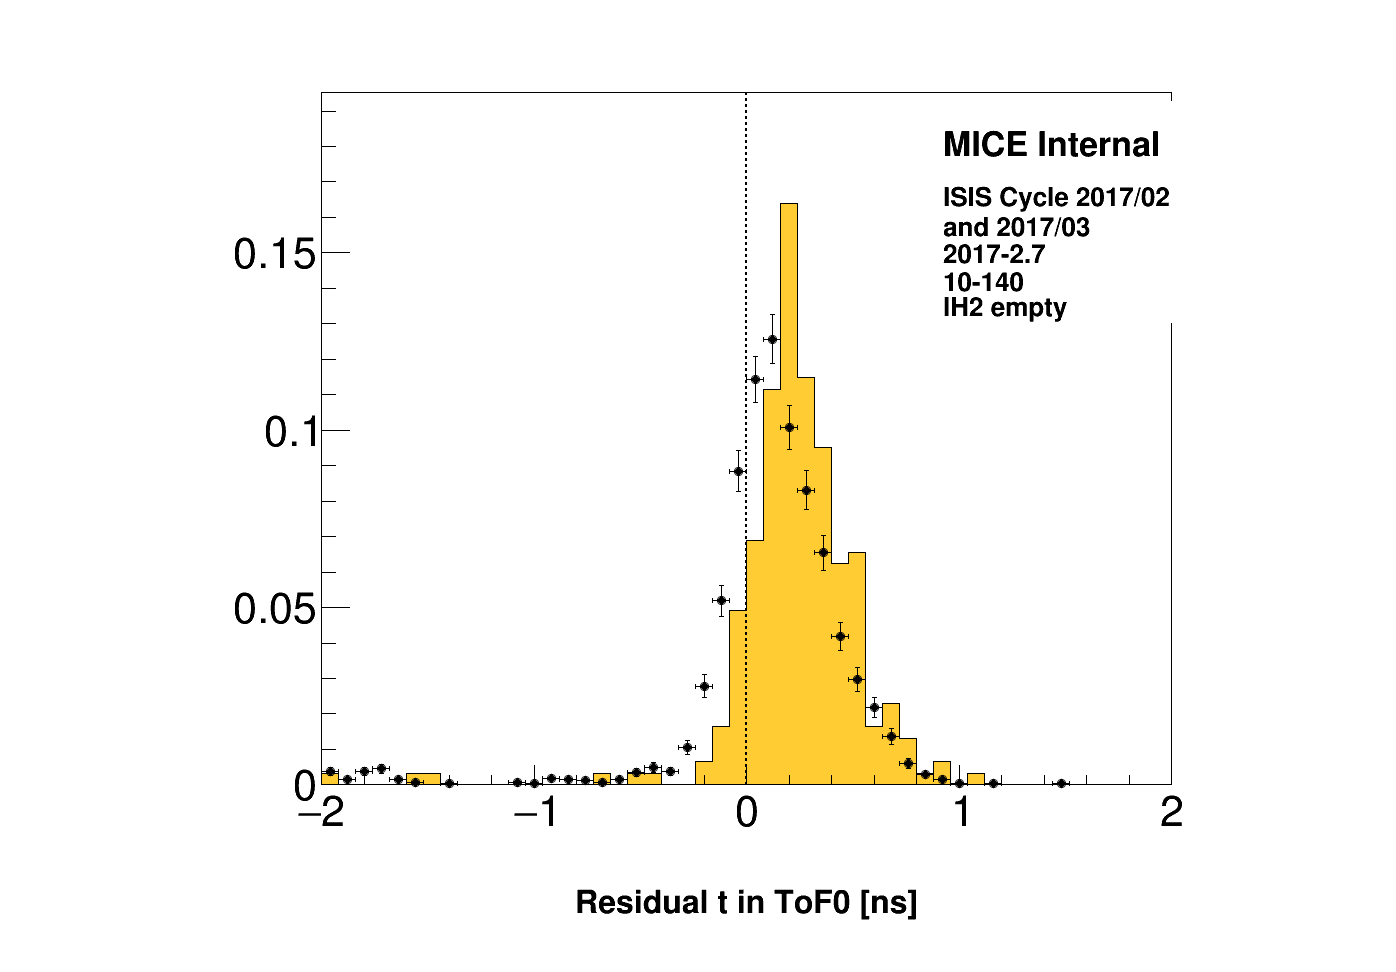 MICE Internal
ISIS Cycle 2017/02
and 2017/03
2017-2.7
10-140
IH2 empty
0.15
0.1
0.05
0
−2
−1
0
1
2
Residual t in ToF0 [ns]